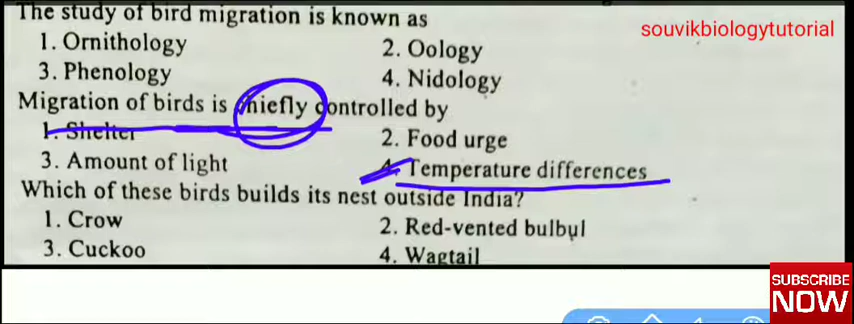 The study of bird migration is known as
souvikbiologytutorial
1. Ornithology 2. Oology
3. Phenology 4. Nidology
Migration of birds is chiefly controlled by
1. Shelter 2. Food urge
3. Amount of light 4. Temperature differences
Which of these birds builds its nest outside India?
1. Crow 2. Red-vented bulbul
3. Cuckoo 4. Wagtail
SUBSCRIBE
NOW